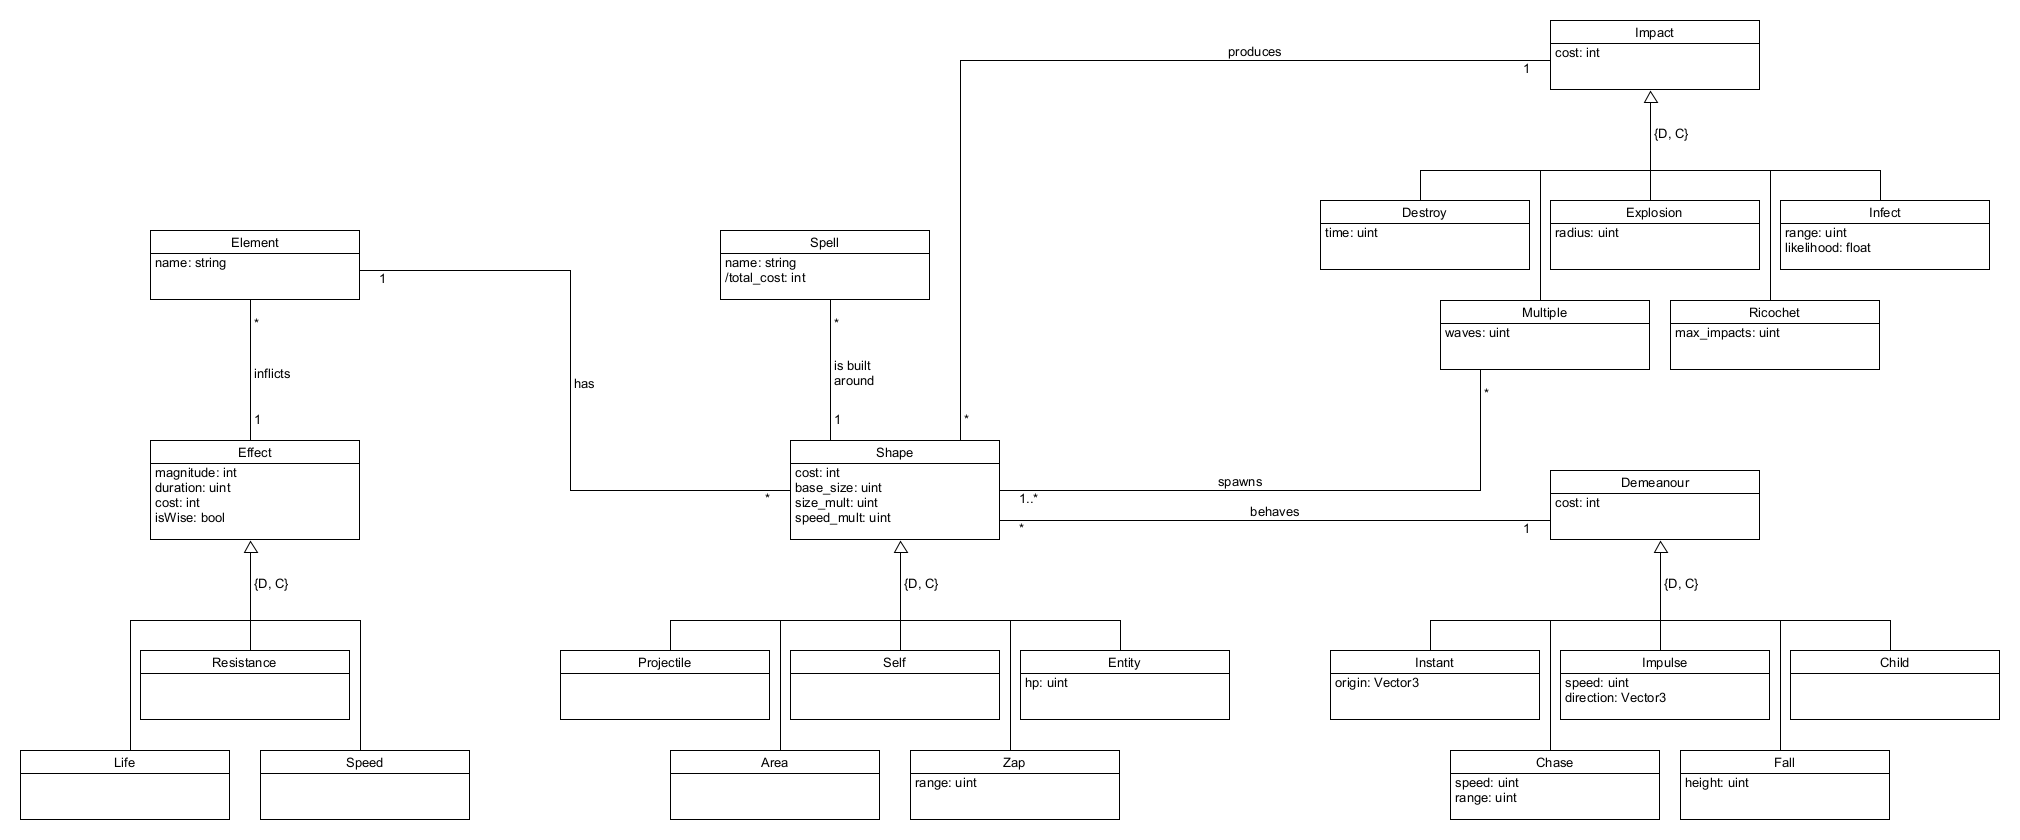 Impact
cost: int
produces
1
{D, C}
Destroy
time: uint
Explosion
radius: uint
Infect
range: uint
likelihood: float
Element
name: string
1
Spell
name: string
/total_cost: int
Multiple
waves: uint
Ricochet
max_impacts: uint
*
inflicts
1
*
is built
around
1
has
*
*
*
Effect
magnitude: int
duration: uint
cost: int
isWise: bool
Shape
cost: int
base_size: uint
size_mult: uint
speed_mult: uint
spawns
1..*
behaves
*
1
Demeanour
cost: int
{D, C}
{D, C}
{D, C}
Resistance
Projectile
Self
Entity
hp: uint
Instant
origin: Vector3
Impulse
speed: uint
direction: Vector3
Child
Life
Speed
Area
Zap
range: uint
Chase
speed: uint
range: uint
Fall
height: uint